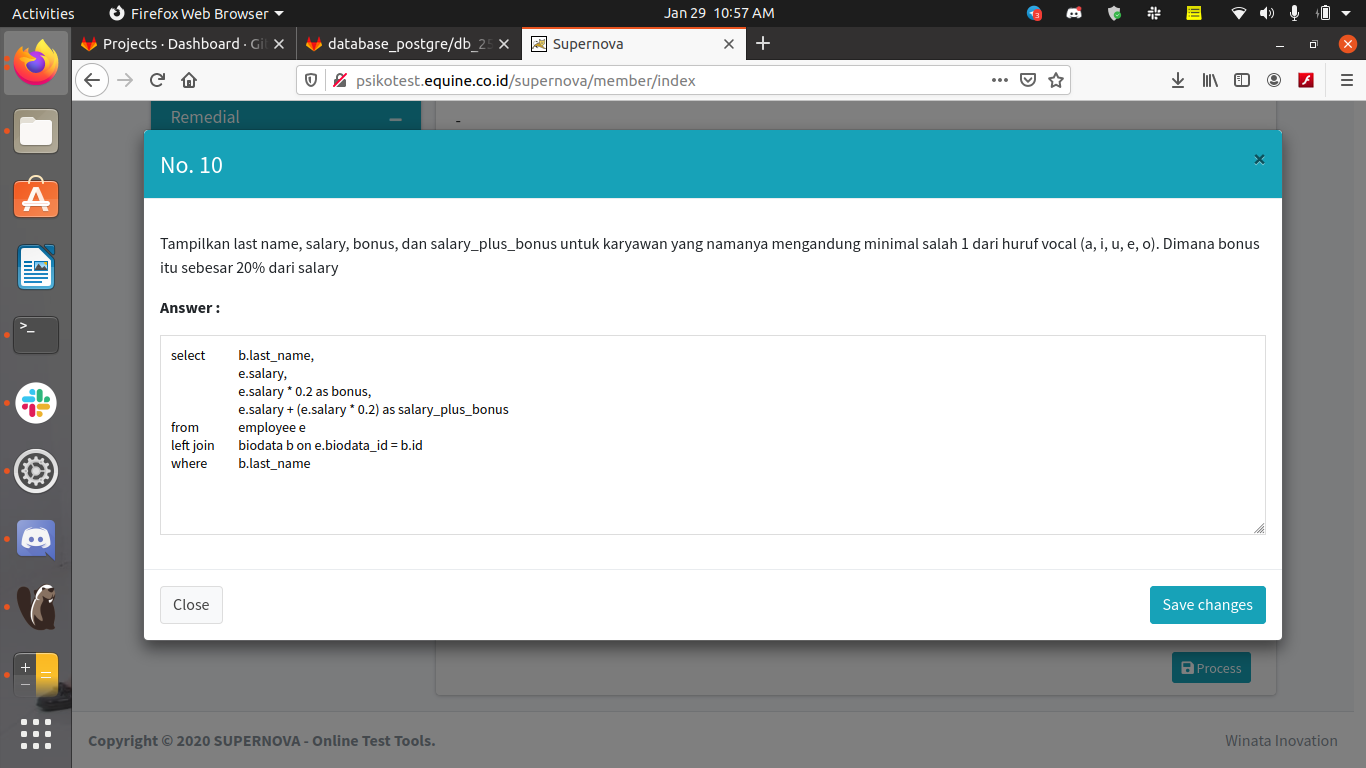 Activities
Firefox Web Browser
Jan 29 10:57 AM
Projects · Dashboard · Gi
database_postgre/db_25
Supernova
psikotest.equine.co.id/supernova/member/index
Remedial
-
No. 10
×
Tampilkan last name, salary, bonus, dan salary_plus_bonus untuk karyawan yang namanya mengandung minimal salah 1 dari huruf vocal (a, i, u, e, o). Dimana bonus
itu sebesar 20% dari salary
Answer :
select b.last_name,
e.salary,
e.salary * 0.2 as bonus,
e.salary + (e.salary * 0.2) as salary_plus_bonus
from employee e
left join biodata b on e.biodata_id = b.id
where b.last_name
Close
Save changes
Process
Copyright © 2020 SUPERNOVA - Online Test Tools.
Winata Inovation